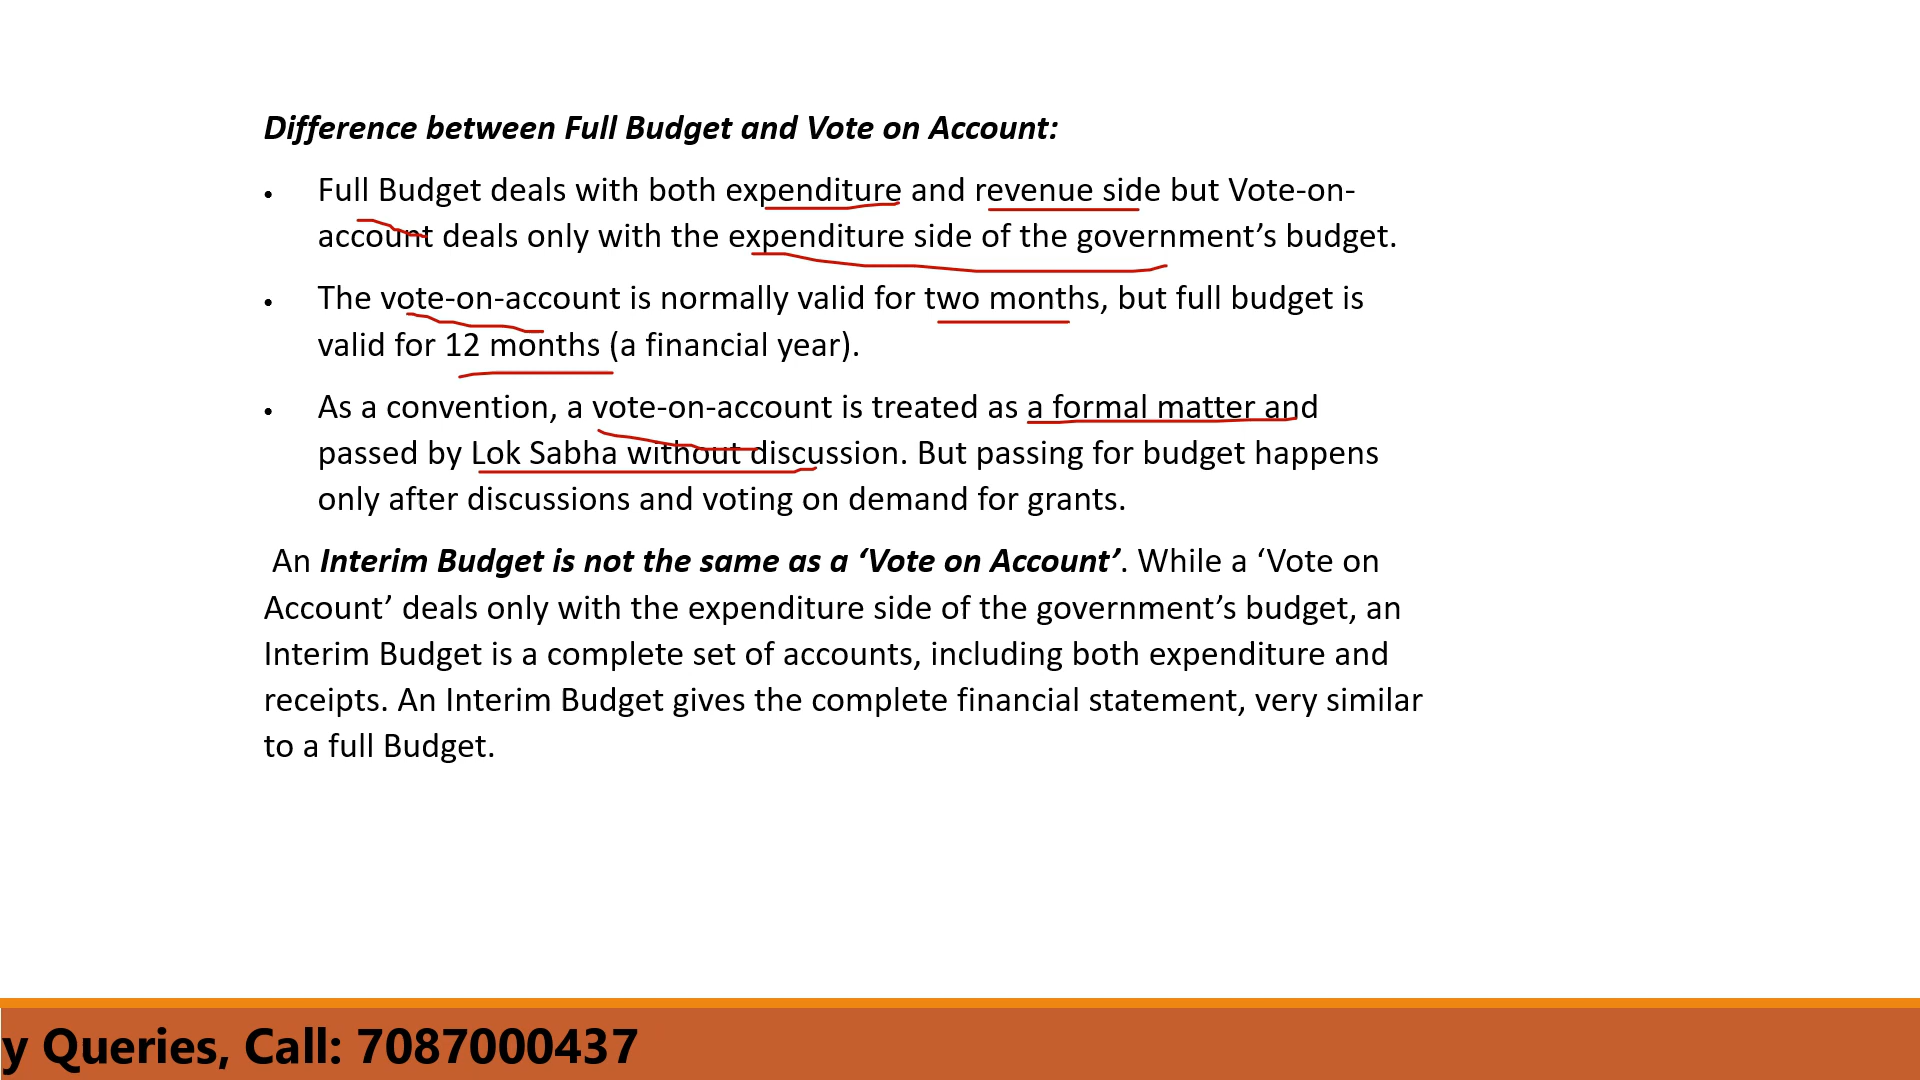 Difference between Full Budget and Vote on Account:
• Full Budget deals with both expenditure and revenue side but Vote-on-
account deals only with the expenditure side of the government’s budget.
• The vote-on-account is normally valid for two months, but full budget is
valid for 12 months (a financial year).
• As a convention, a vote-on-account is treated as a formal matter and
passed by Lok Sabha without discussion. But passing for budget happens
only after discussions and voting on demand for grants.
An Interim Budget is not the same as a ‘Vote on Account’. While a ‘Vote on
Account’ deals only with the expenditure side of the government’s budget, an
Interim Budget is a complete set of accounts, including both expenditure and
receipts. An Interim Budget gives the complete financial statement, very similar
to a full Budget.
y Queries, Call: 7087000437